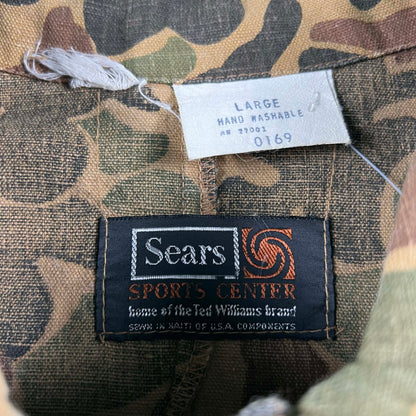 LARGE
HAND WASHABLE
RN 27001
0169
Sears
SPORTS CENTER
home of the Ted Williams brand
SEWN IN HAITI OF U.S.A. COMPONENTS